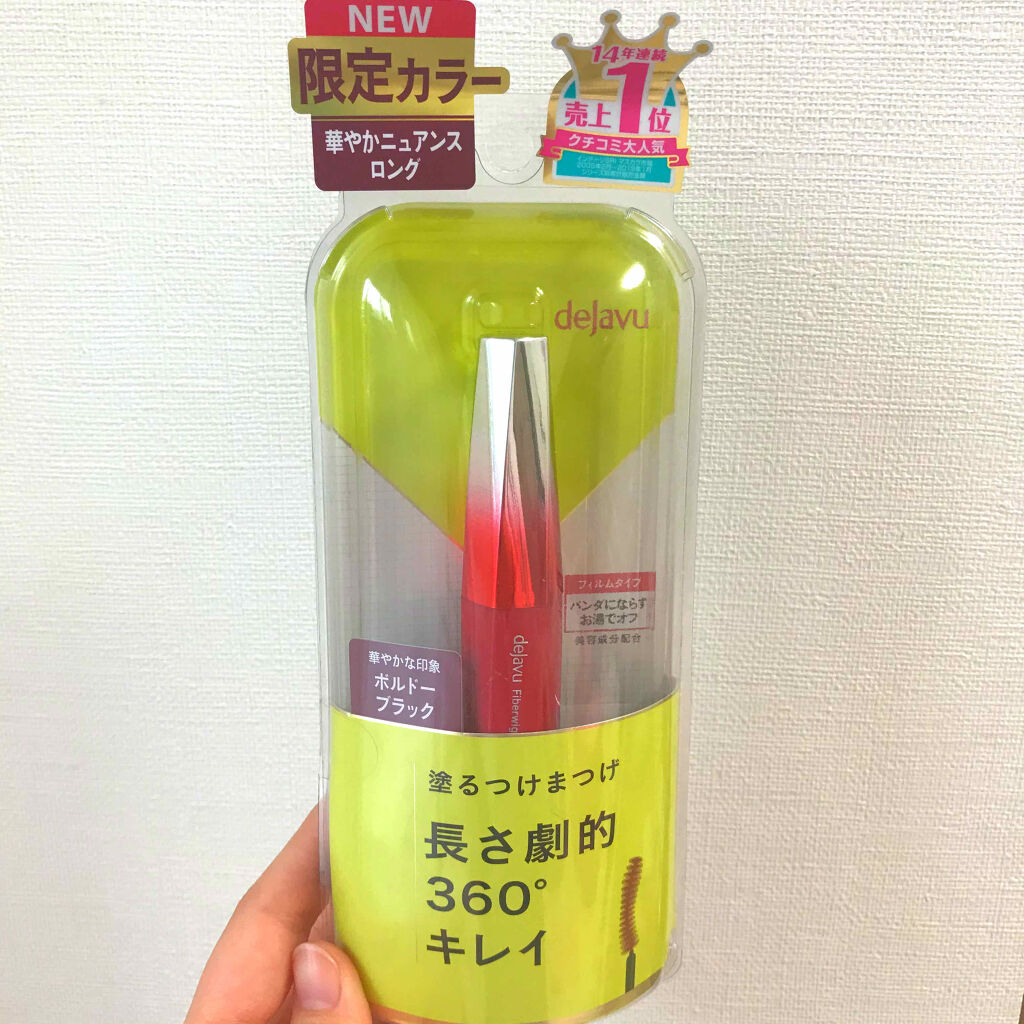 NEW
限定カラー
華やかニュアンス
ロング
14年連続
売上1位
クチコミ大人気
dejavu
フィルムタイプ
パンダにならず
お湯でオフ
美容成分配合
dejavu Fiberwig
華やかな印象
ボルドー
ブラック
塗るつけまつげ
長さ劇的
360°
キレイ